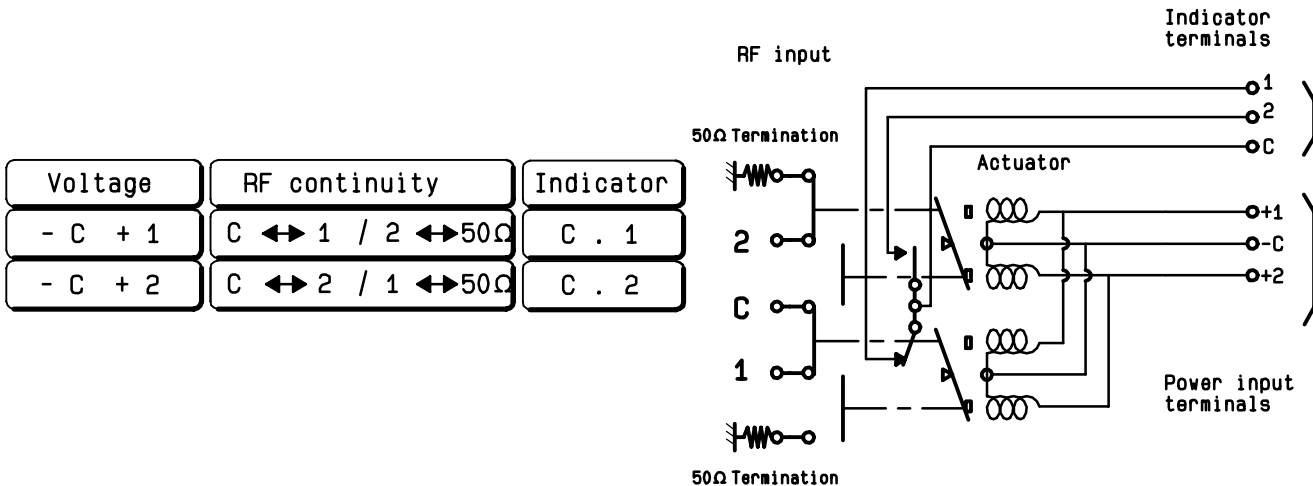 Voltage RF continuity Indicator
- C + 1 C ↔ 1 / 2 ↔ 50Ω C . 1
- C + 2 C ↔ 2 / 1 ↔ 50Ω C . 2
Indicator
terminals
RF input
1
2
C
50Ω Termination
Actuator
2
+1
-C
+2
C
1
Power input
terminals
50Ω Termination